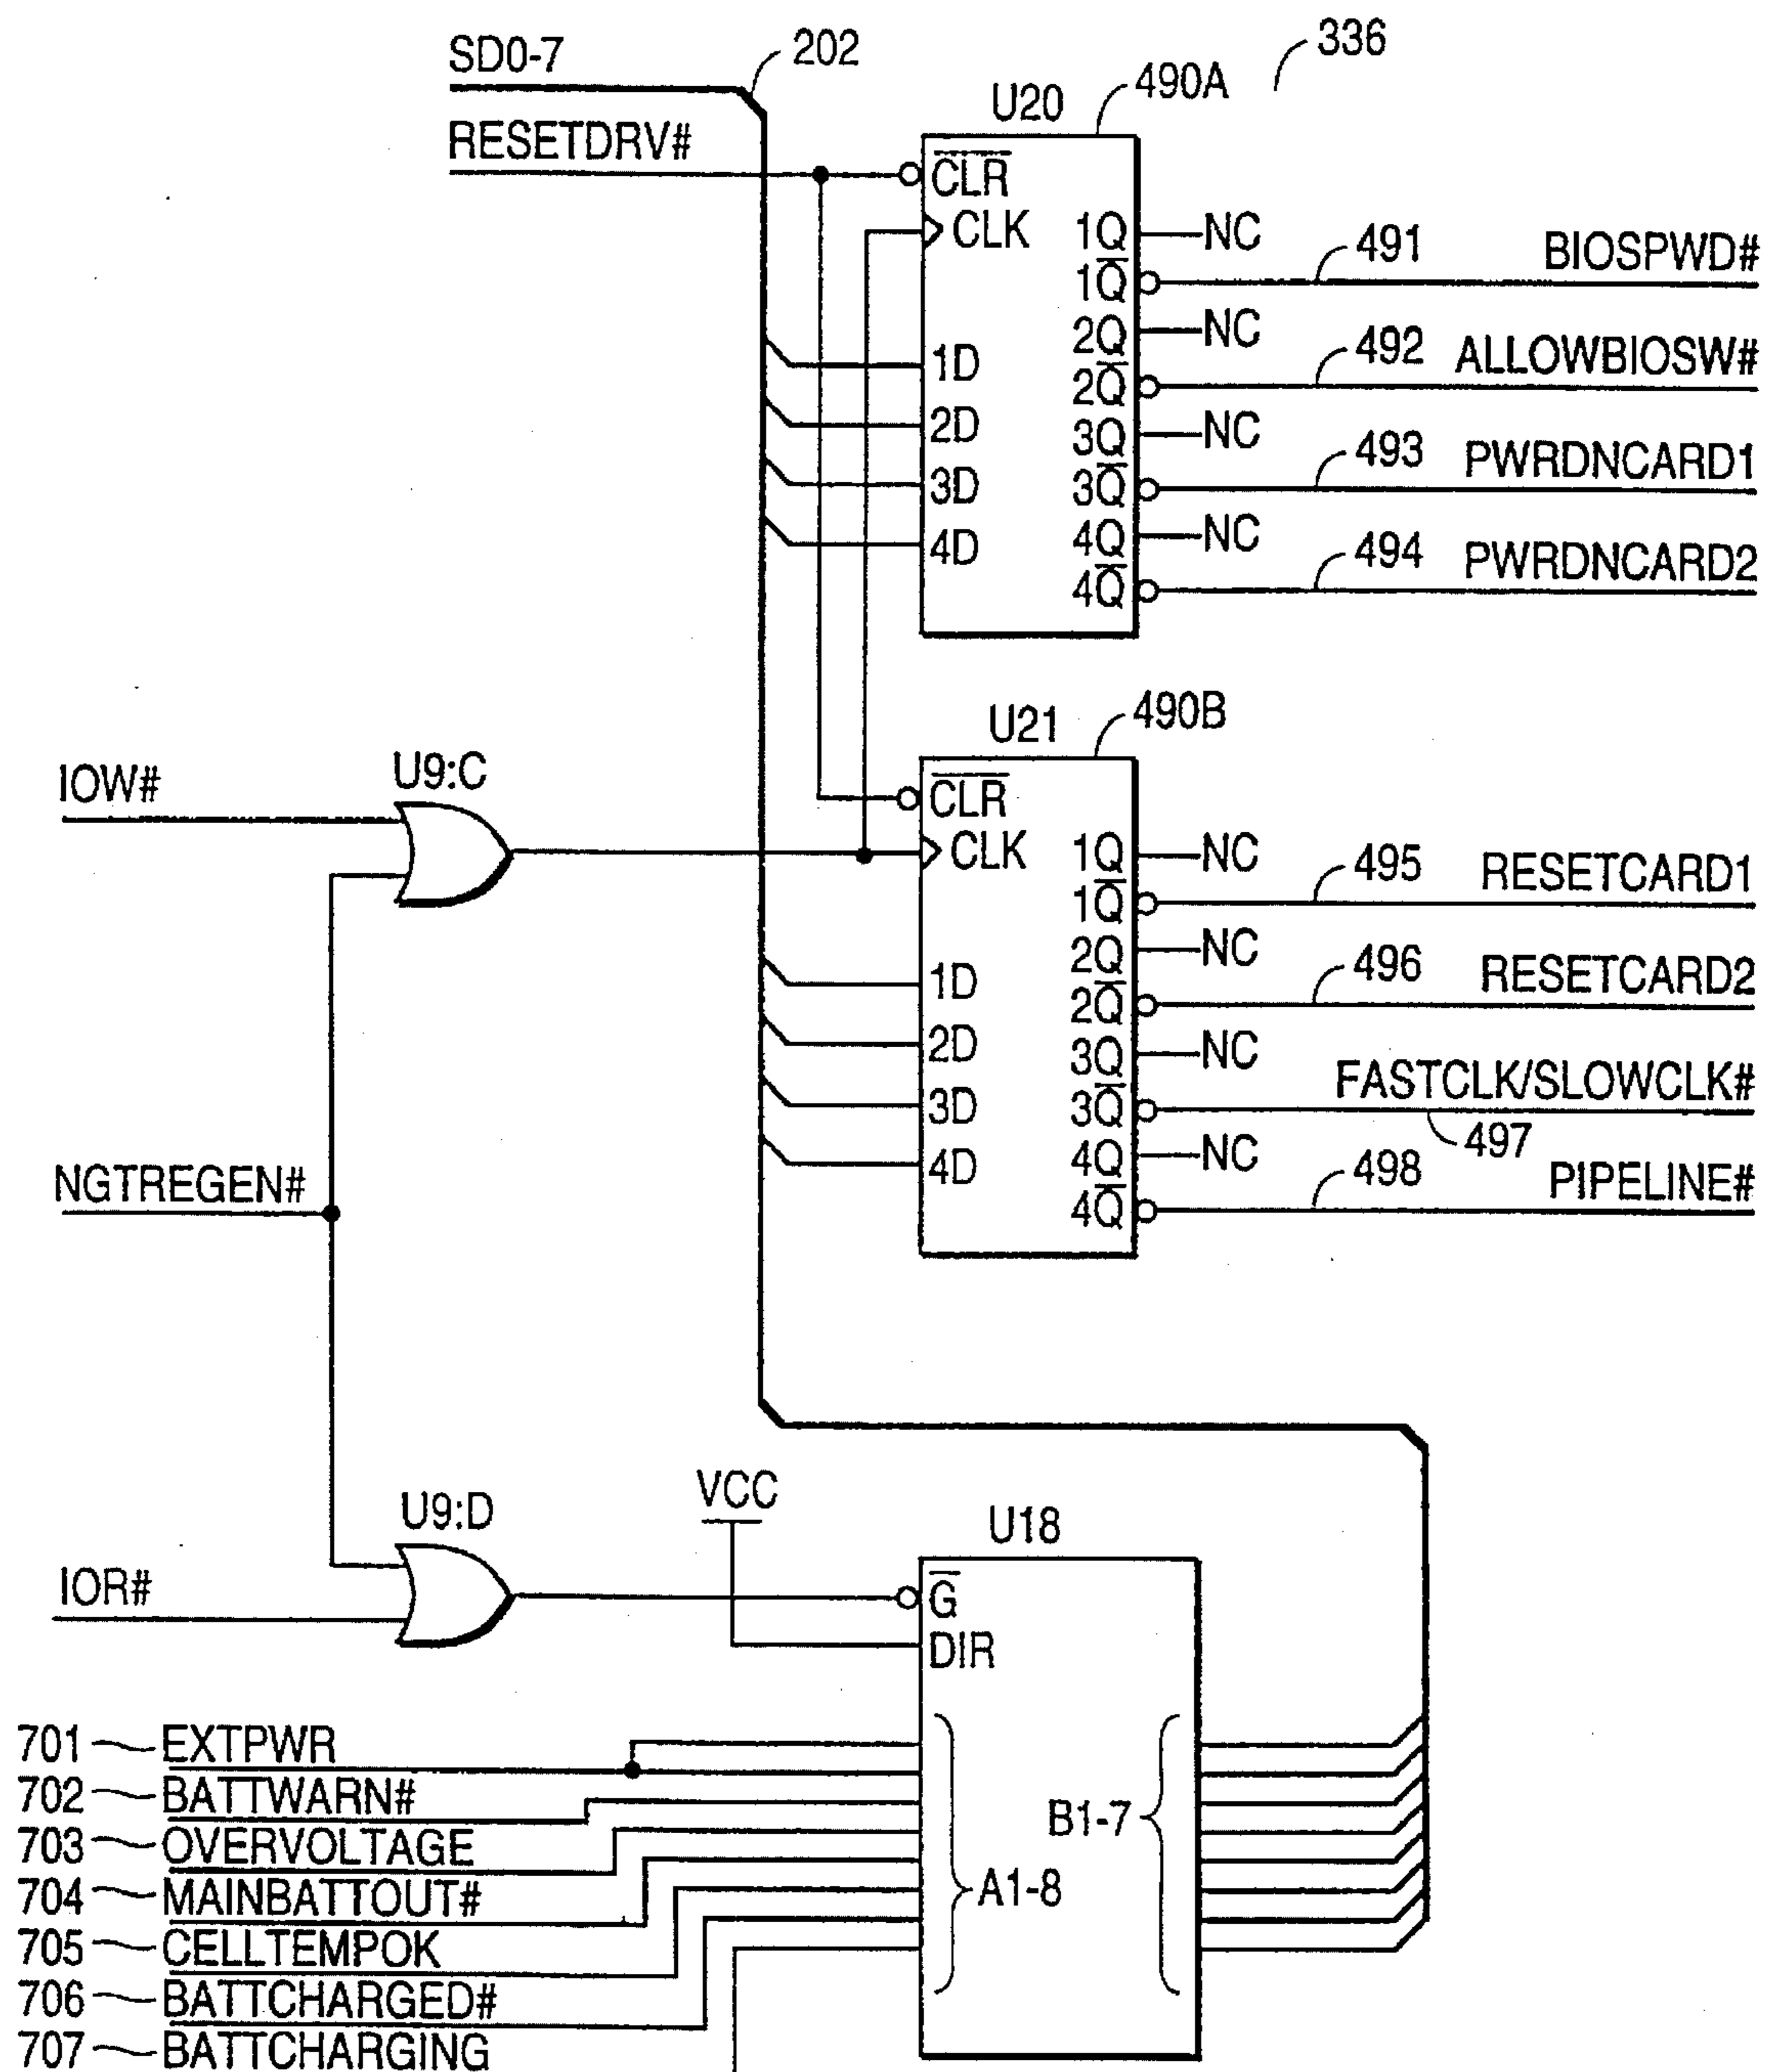 SD0-7
202
336
RESETDRV#
U20
490A
CLR
CLK
1D
2D
3D
4D
1Q
NC
1Q
491
BIOSPWD#
2Q
NC
2Q
492
ALLOWBIOSW#
3Q
NC
3Q
493
PWRDNCARD1
4Q
NC
4Q
494
PWRDNCARD2
IOW#
U9:C
U21
490B
CLR
CLK
1D
2D
3D
4D
1Q
NC
1Q
495
RESETCARD1
2Q
NC
2Q
496
RESETCARD2
3Q
NC
3Q
FASTCLK/SLOWCLK#
497
4Q
NC
4Q
498
PIPELINE#
NGTREGEN#
U9:D
IOR#
VCC
U18
G
DIR
A1-8
B1-7
701 EXTPWR
702 BATTWARN#
703 OVERVOLTAGE
704 MAINBATTOUT#
705 CELLTEMPOK
706 BATTCHARGED#
707 BATTCHARGING